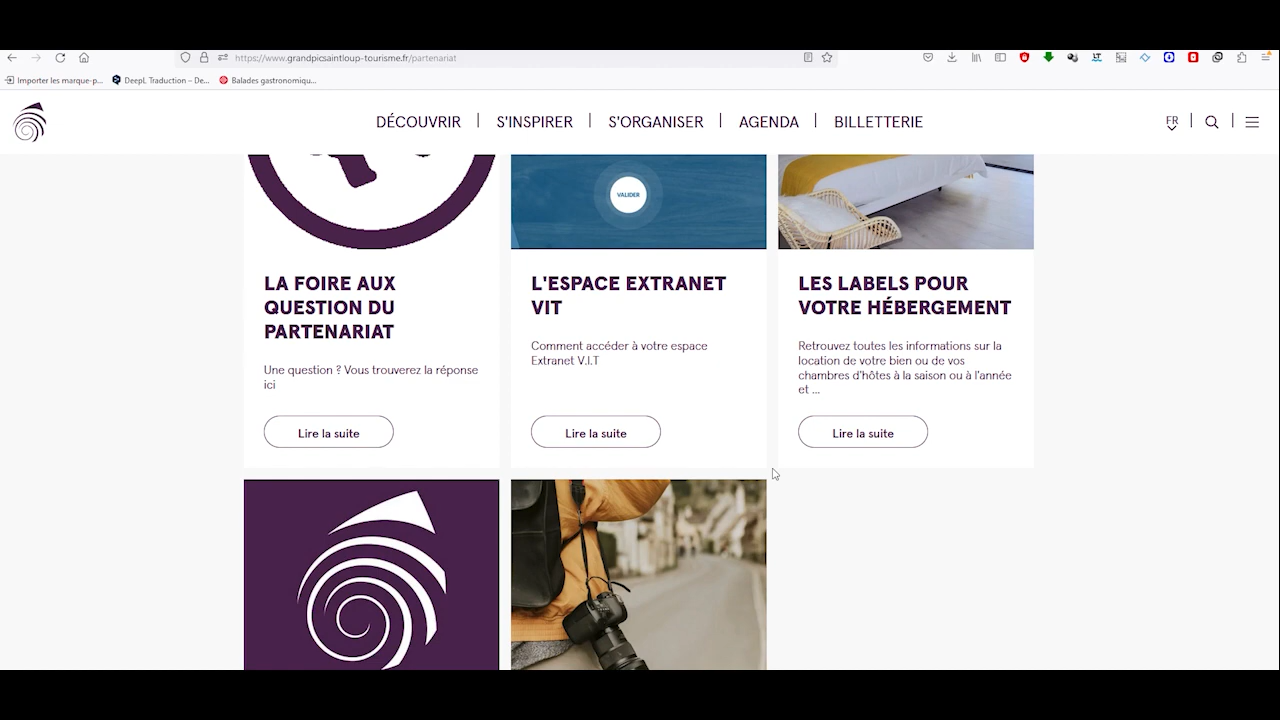 https://www.grandpicsaintloup-tourisme.fr/partenariat
Importer les marque-p...
DeepL Traduction – De...
Balades gastronomiqu...
DÉCOUVRIR
S'INSPIRER
S'ORGANISER
AGENDA
BILLETTERIE
FR
VALIDER
LA FOIRE AUX
QUESTION DU
PARTENARIAT
Une question ? Vous trouverez la réponse
ici
Lire la suite
L'ESPACE EXTRANET
VIT
Comment accéder à votre espace
Extranet V.I.T
Lire la suite
LES LABELS POUR
VOTRE HÉBERGEMENT
Retrouvez toutes les informations sur la
location de votre bien ou de vos
chambres d'hôtes à la saison ou à l'année
et ...
Lire la suite